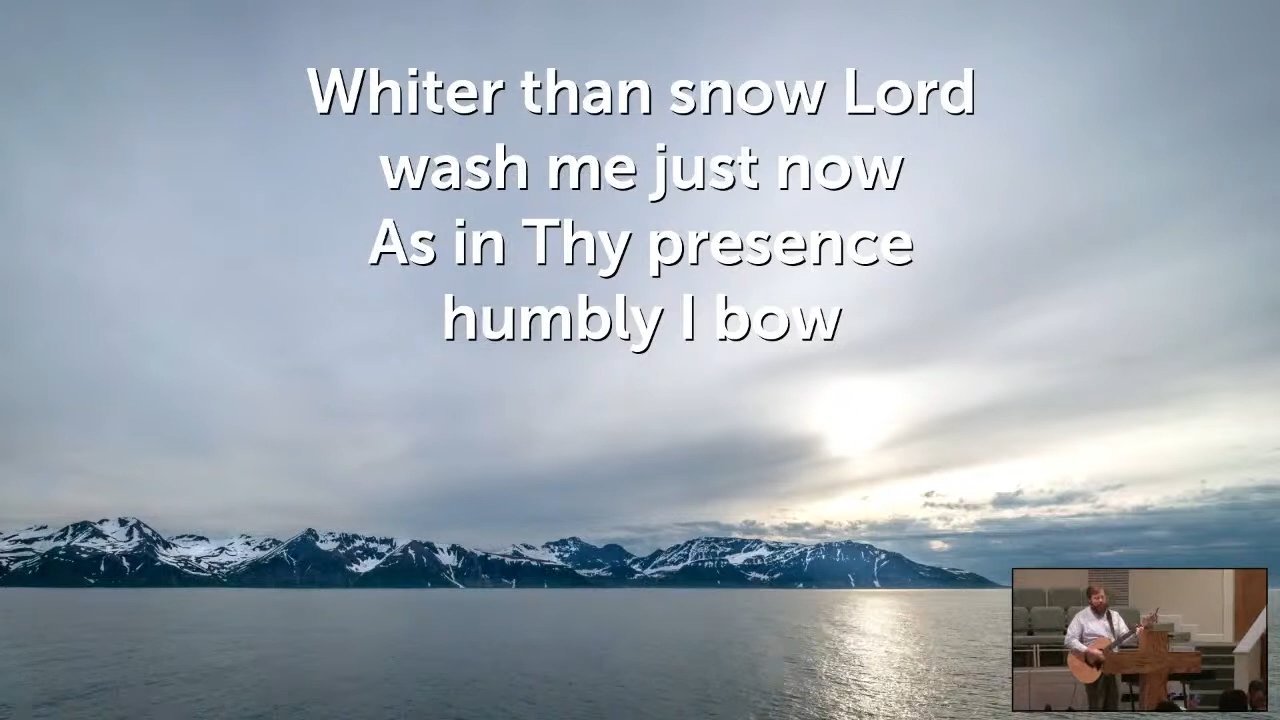 Whiter than snow Lord
wash me just now
As in Thy presence
humbly I bow